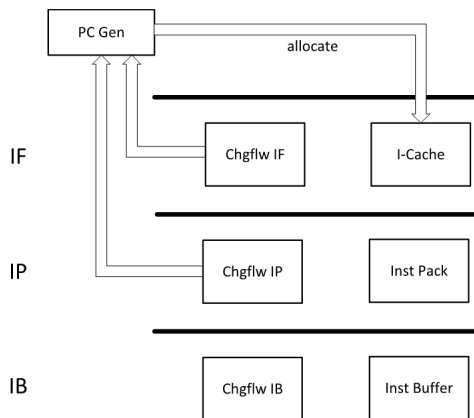 PC Gen
allocate
IF
Chgflw IF
I-Cache
IP
Chgflw IP
Inst Pack
IB
Chgflw IB
Inst Buffer